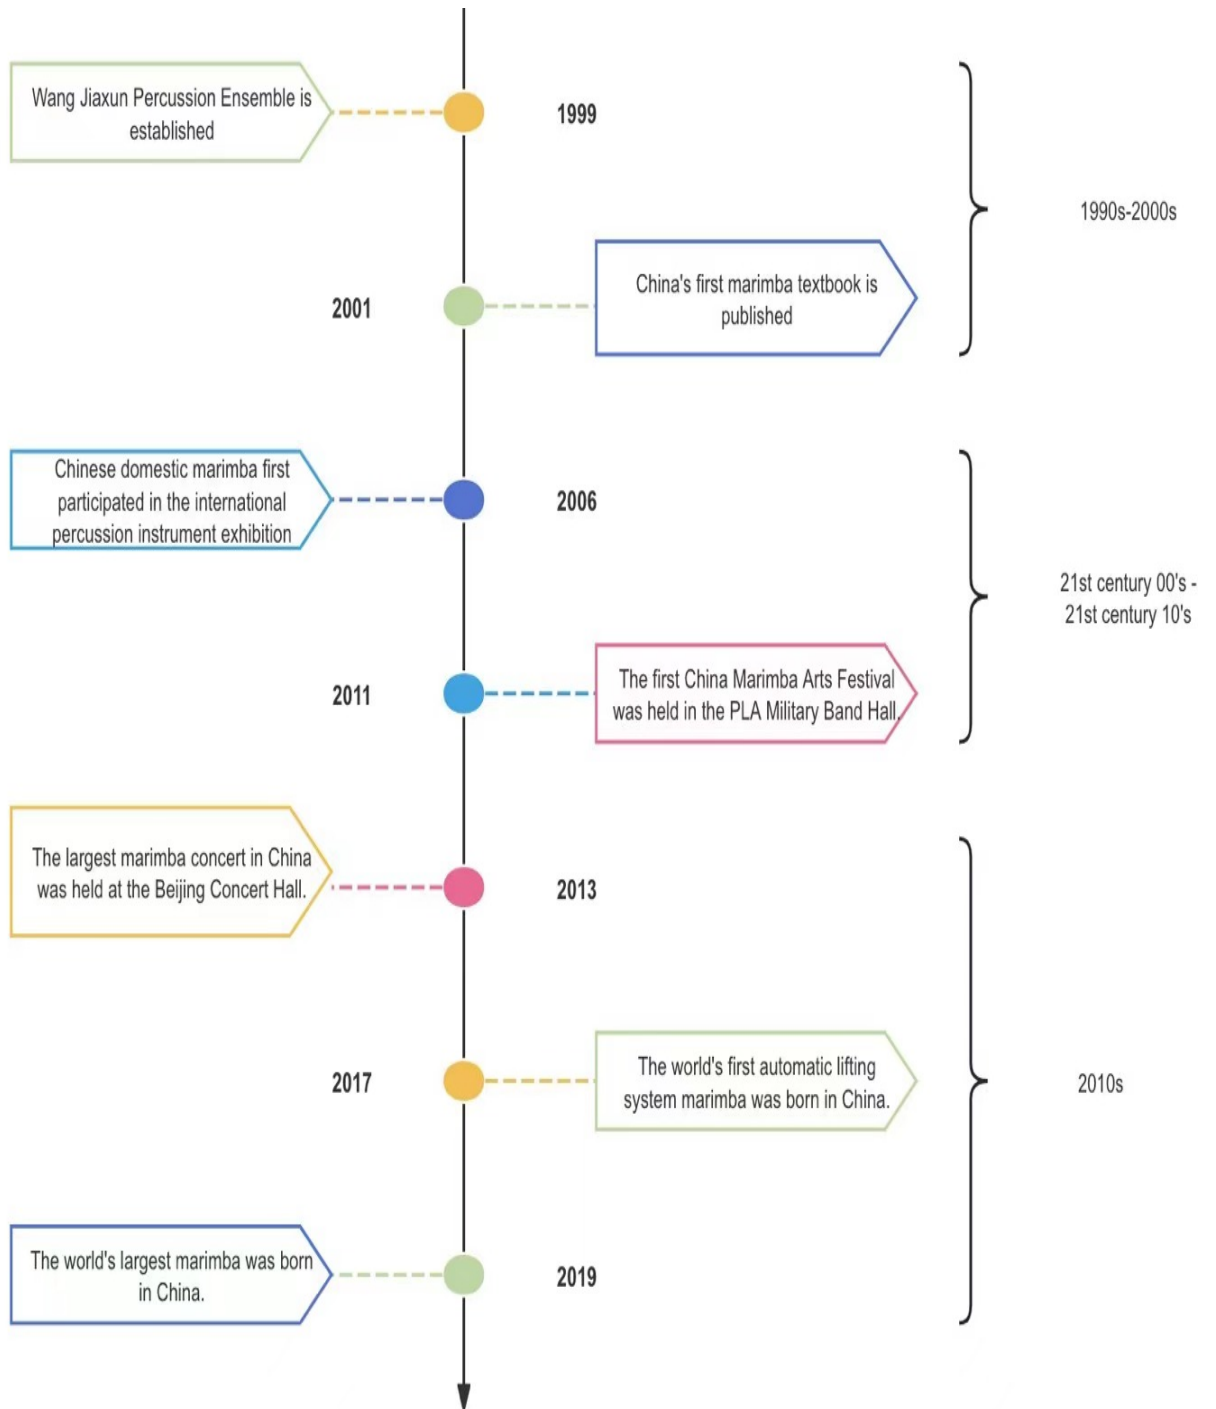 Wang Jiaxun Percussion Ensemble is
established
1999
1990s-2000s
2001
China's first marimba textbook is
published
Chinese domestic marimba first
participated in the international
percussion instrument exhibition
2006
21st century 00's -
21st century 10's
2011
The first China Marimba Arts Festival
was held in the PLA Military Band Hall.
The largest marimba concert in China
was held at the Beijing Concert Hall.
2013
2017
The world's first automatic lifting
system marimba was born in China.
2010s
The world's largest marimba was born
in China.
2019